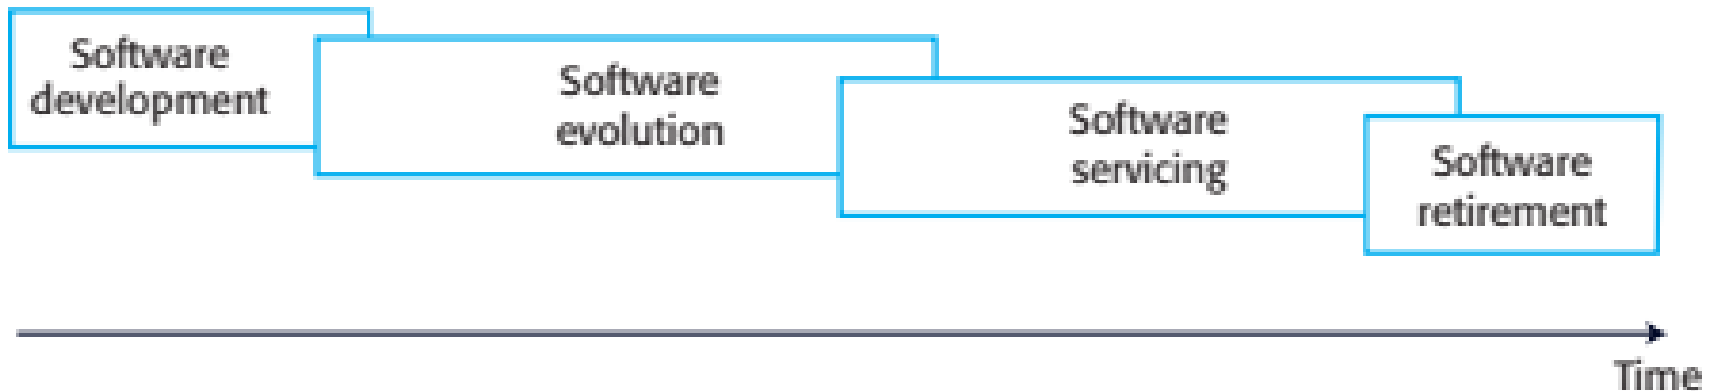 Software
development
Software
evolution
Software
servicing
Software
retirement
Time